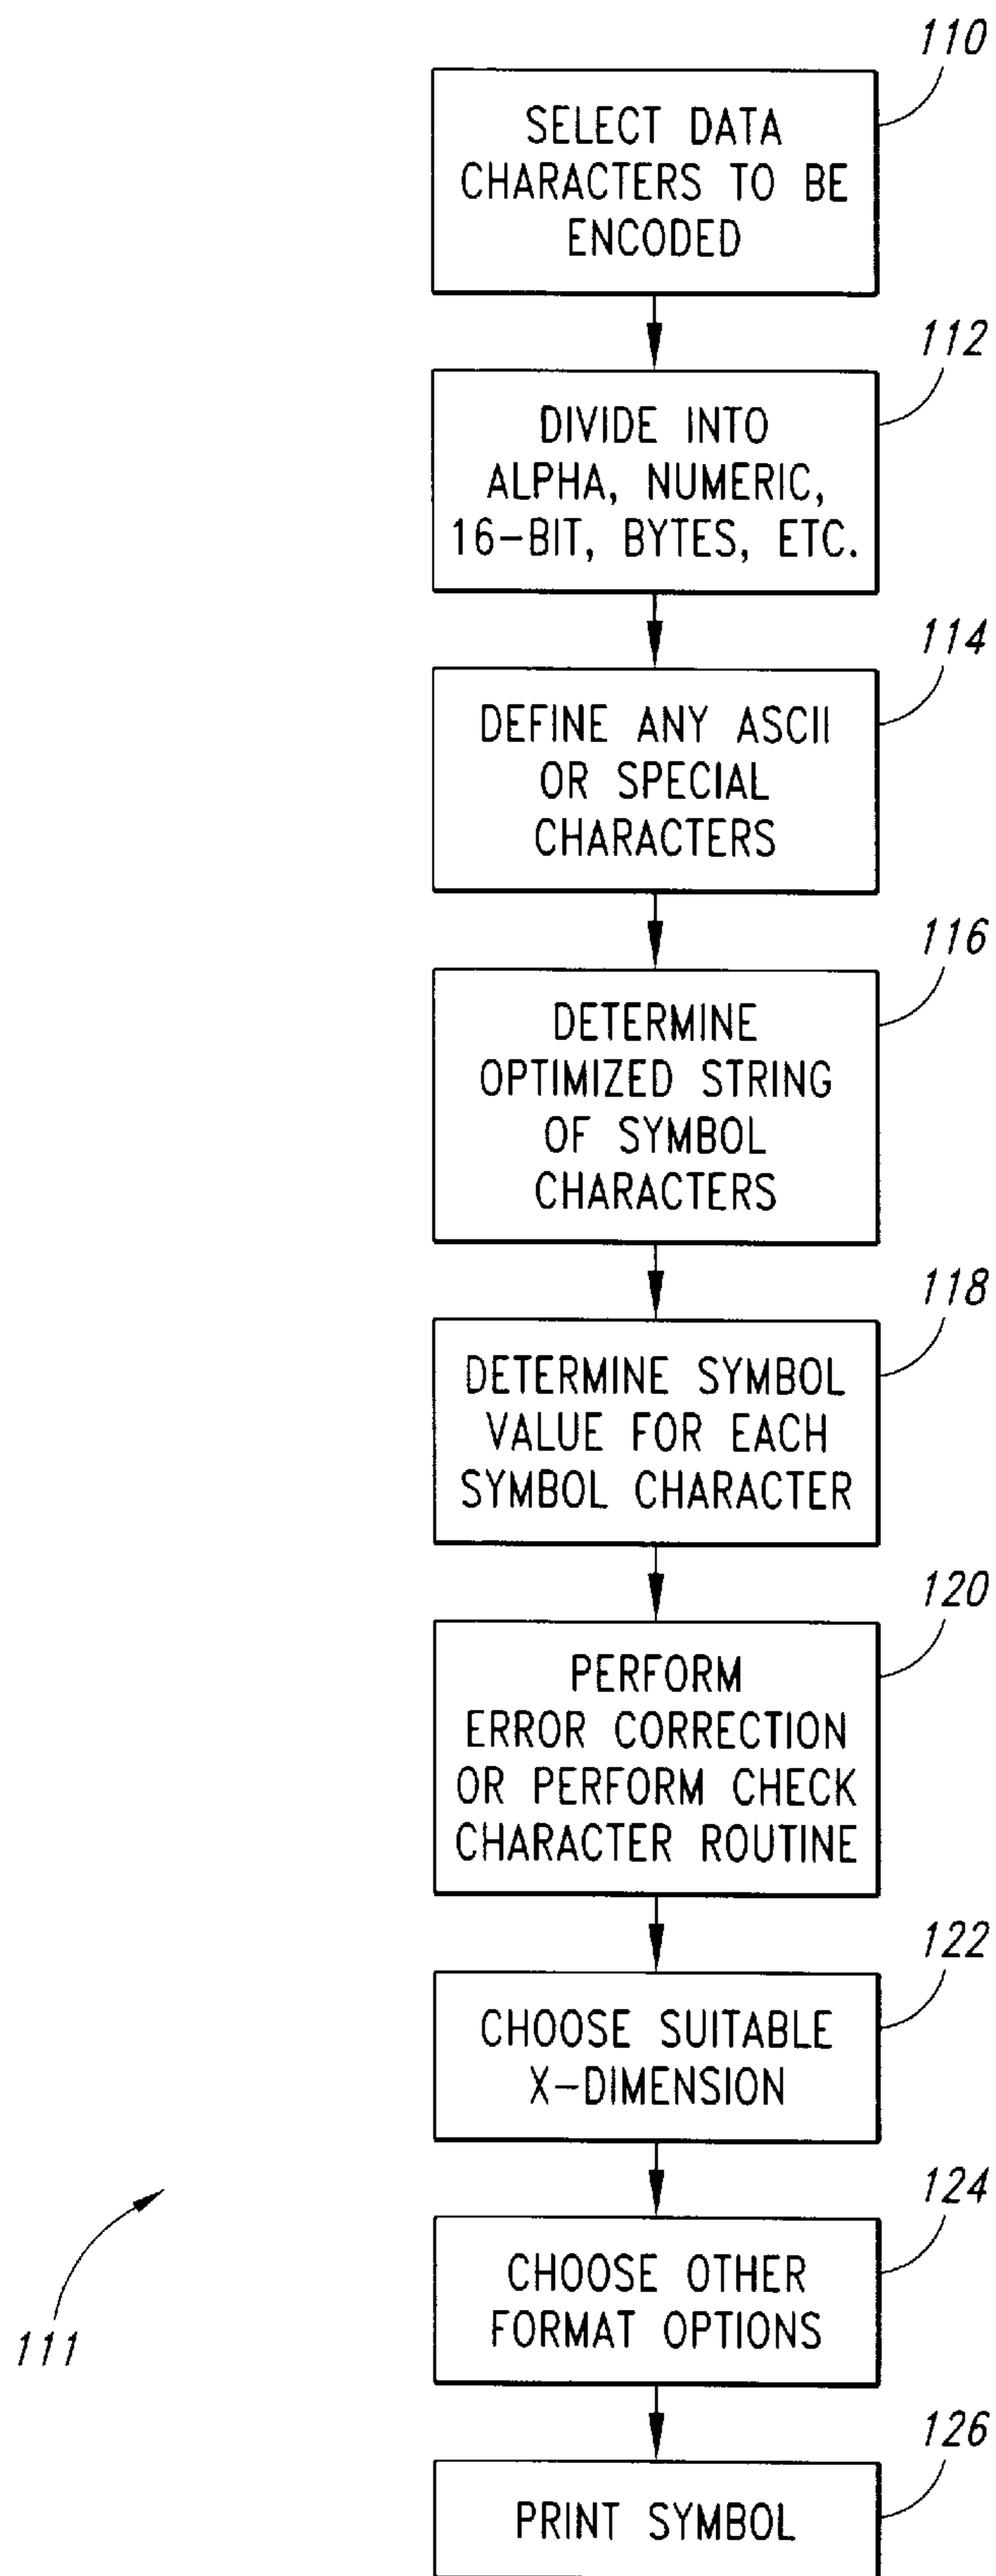 110
SELECT DATA
CHARACTERS TO BE
ENCODED
112
DIVIDE INTO
ALPHA, NUMERIC,
16-BIT, BYTES, ETC.
114
DEFINE ANY ASCII
OR SPECIAL
CHARACTERS
116
DETERMINE
OPTIMIZED STRING
OF SYMBOL
CHARACTERS
118
DETERMINE SYMBOL
VALUE FOR EACH
SYMBOL CHARACTER
120
PERFORM
ERROR CORRECTION
OR PERFORM CHECK
CHARACTER ROUTINE
122
CHOOSE SUITABLE
X-DIMENSION
124
CHOOSE OTHER
FORMAT OPTIONS
111
126
PRINT SYMBOL